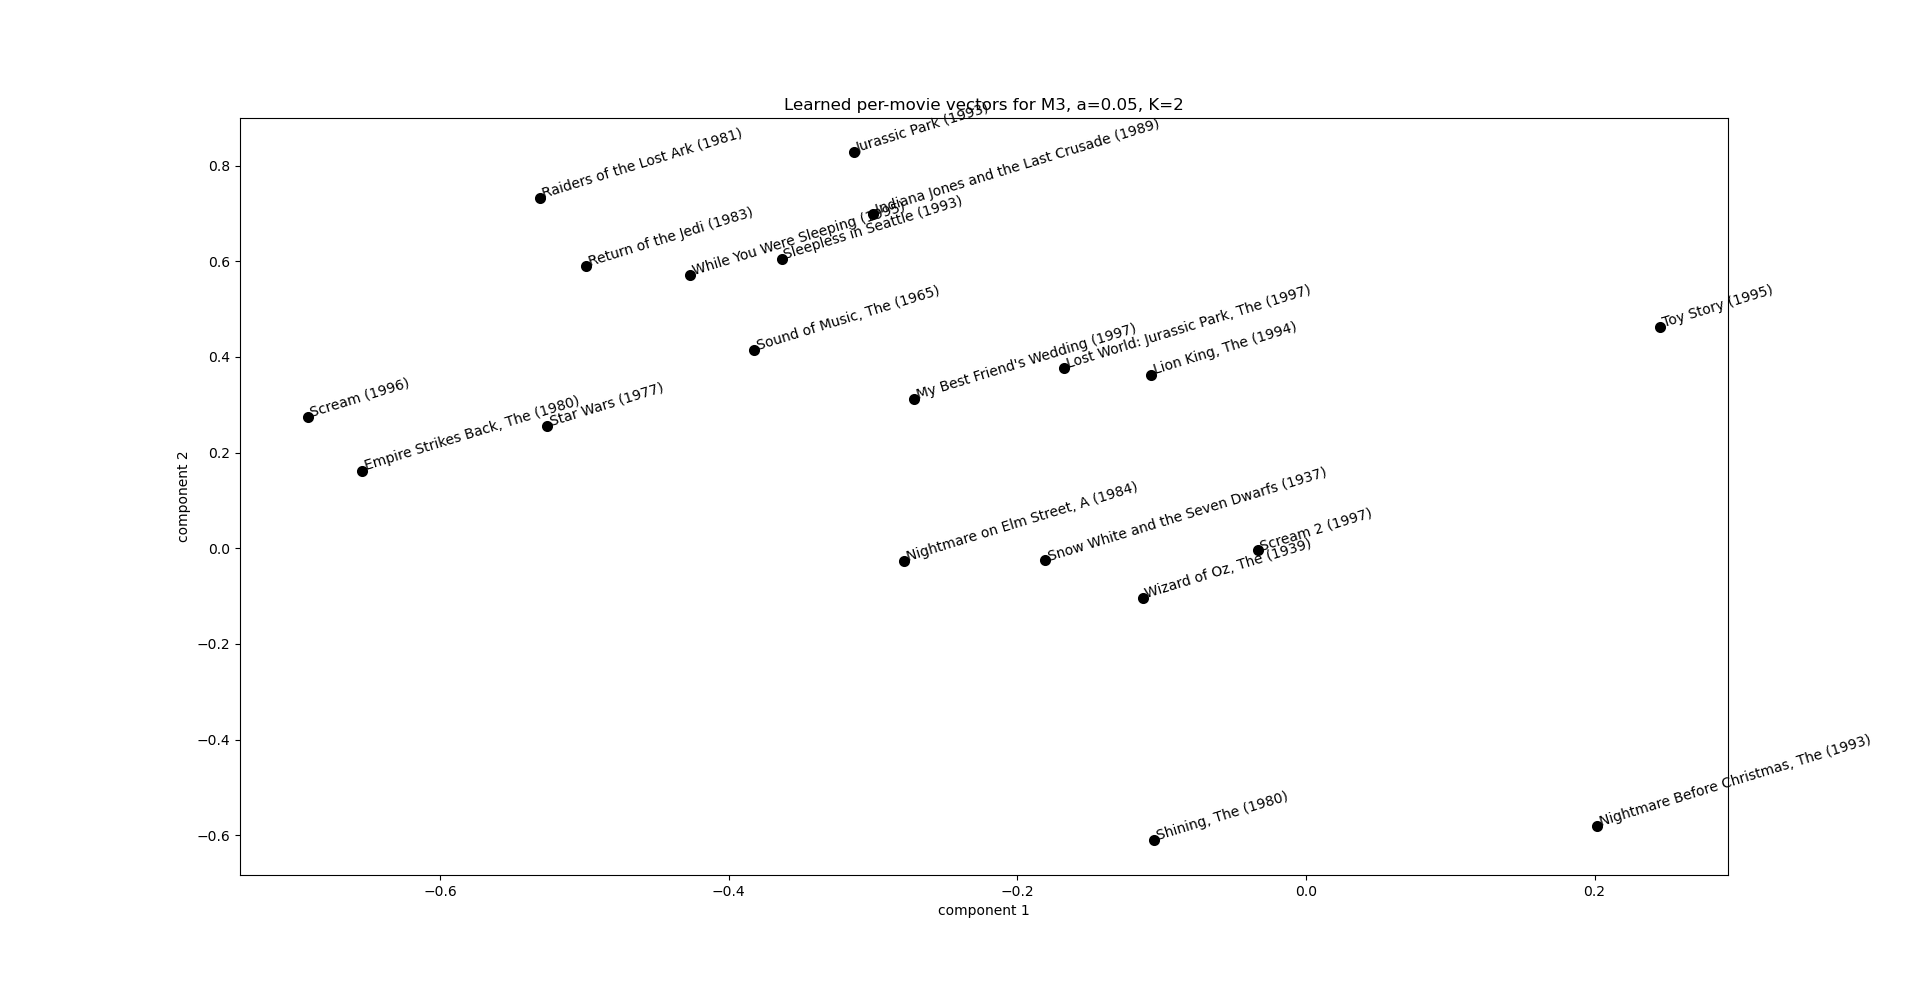 Learned per-movie vectors for M3, a=0.05, K=2
Jurassic Park (1993)
Raiders of the Lost Ark (1981)
Indiana Jones and the Last Crusade (1989)
Return of the Jedi (1983)
While You Were Sleeping (1995)
Sleepless in Seattle (1993)
Sound of Music, The (1965)
Toy Story (1995)
My Best Friend's Wedding (1997)
Lost World: Jurassic Park, The (1997)
Lion King, The (1994)
Scream (1996)
Empire Strikes Back, The (1980)
Star Wars (1977)
Nightmare on Elm Street, A (1984)
Snow White and the Seven Dwarfs (1937)
Scream 2 (1997)
Wizard of Oz, The (1939)
Shining, The (1980)
Nightmare Before Christmas, The (1993)
component 2
0.8
0.6
0.4
0.2
0.0
−0.2
−0.4
−0.6
−0.6 −0.4 −0.2 0.0 0.2
component 1